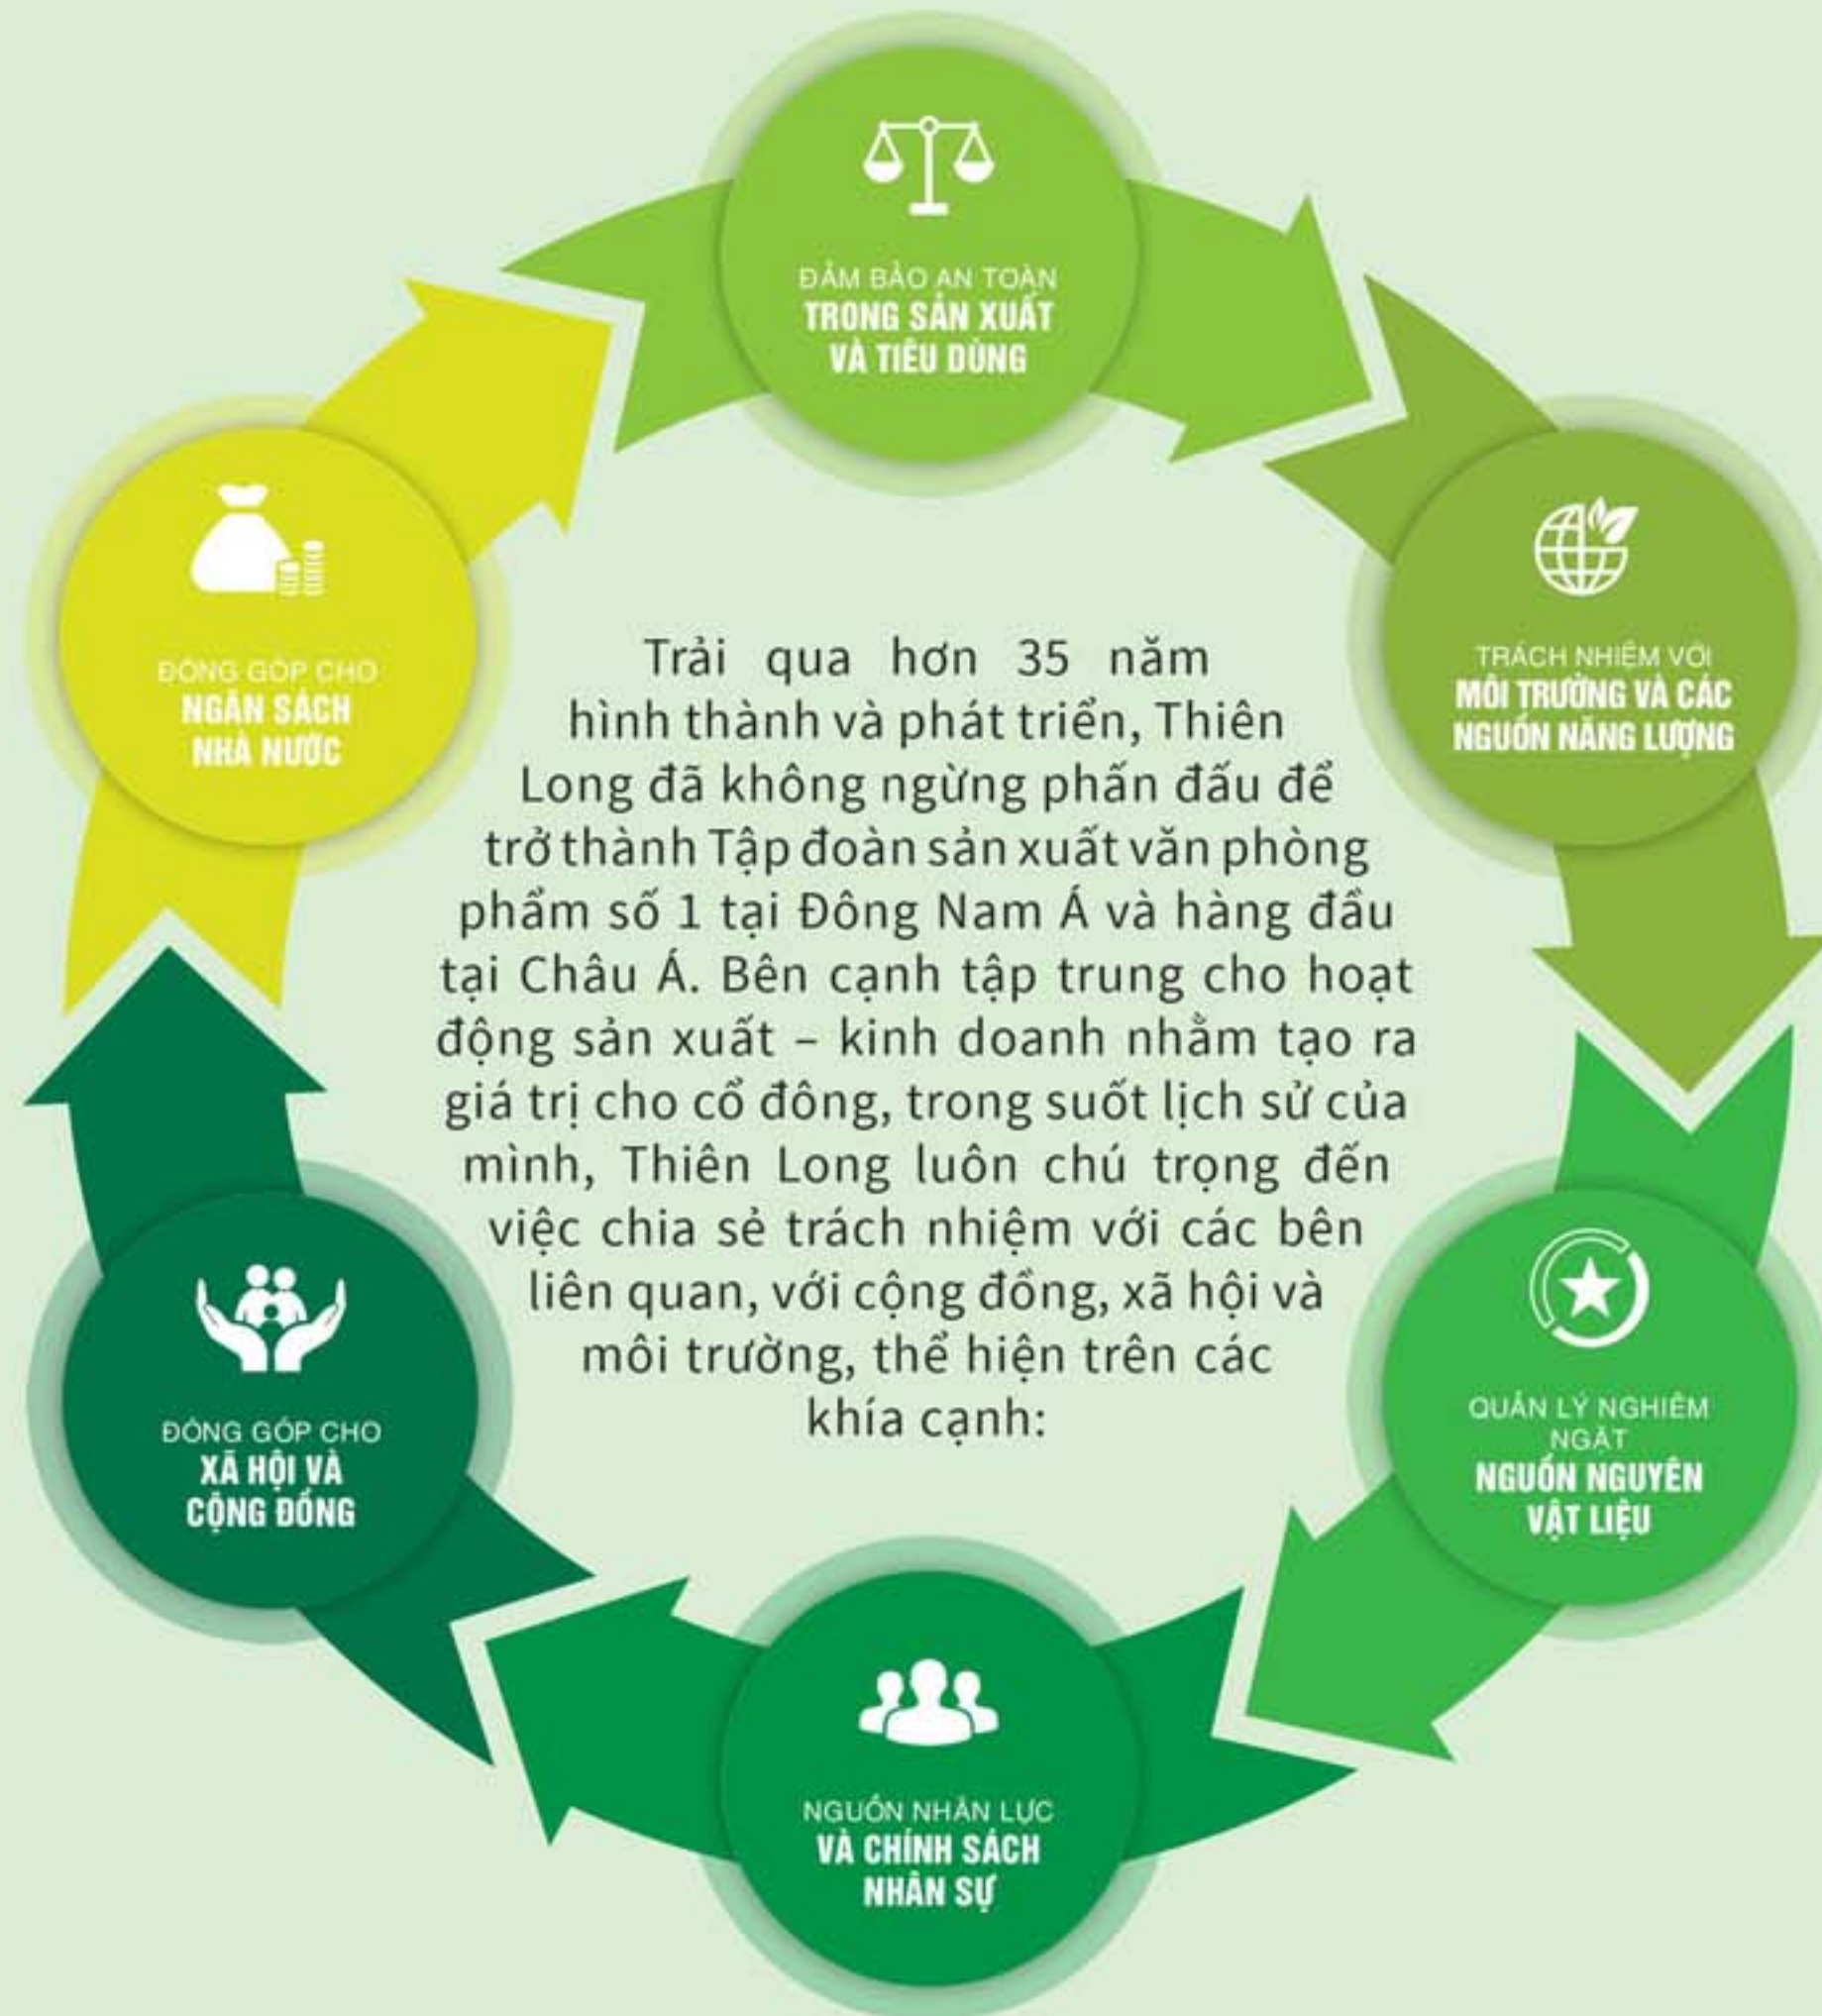 ĐẢM BẢO AN TOÀN
TRONG SẢN XUẤT
VÀ TIÊU DÙNG
TRÁCH NHIỆM VỚI
MÔI TRƯỜNG VÀ CÁC
NGUỒN NĂNG LƯỢNG
QUẢN LÝ NGHIÊM
NGẶT
NGUỒN NGUYÊN
VẬT LIỆU
NGUỒN NHÂN LỰC
VÀ CHÍNH SÁCH
NHÂN SỰ
ĐÓNG GÓP CHO
XÃ HỘI VÀ
CỘNG ĐỒNG
ĐÓNG GÓP CHO
NGÂN SÁCH
NHÀ NƯỚC
Trải qua hơn 35 năm
hình thành và phát triển, Thiên
Long đã không ngừng phấn đấu để
trở thành Tập đoàn sản xuất văn phòng
phẩm số 1 tại Đông Nam Á và hàng đầu
tại Châu Á. Bên cạnh tập trung cho hoạt
động sản xuất – kinh doanh nhằm tạo ra
giá trị cho cổ đông, trong suốt lịch sử của
mình, Thiên Long luôn chú trọng đến
việc chia sẻ trách nhiệm với các bên
liên quan, với cộng đồng, xã hội và
môi trường, thể hiện trên các
khía cạnh: